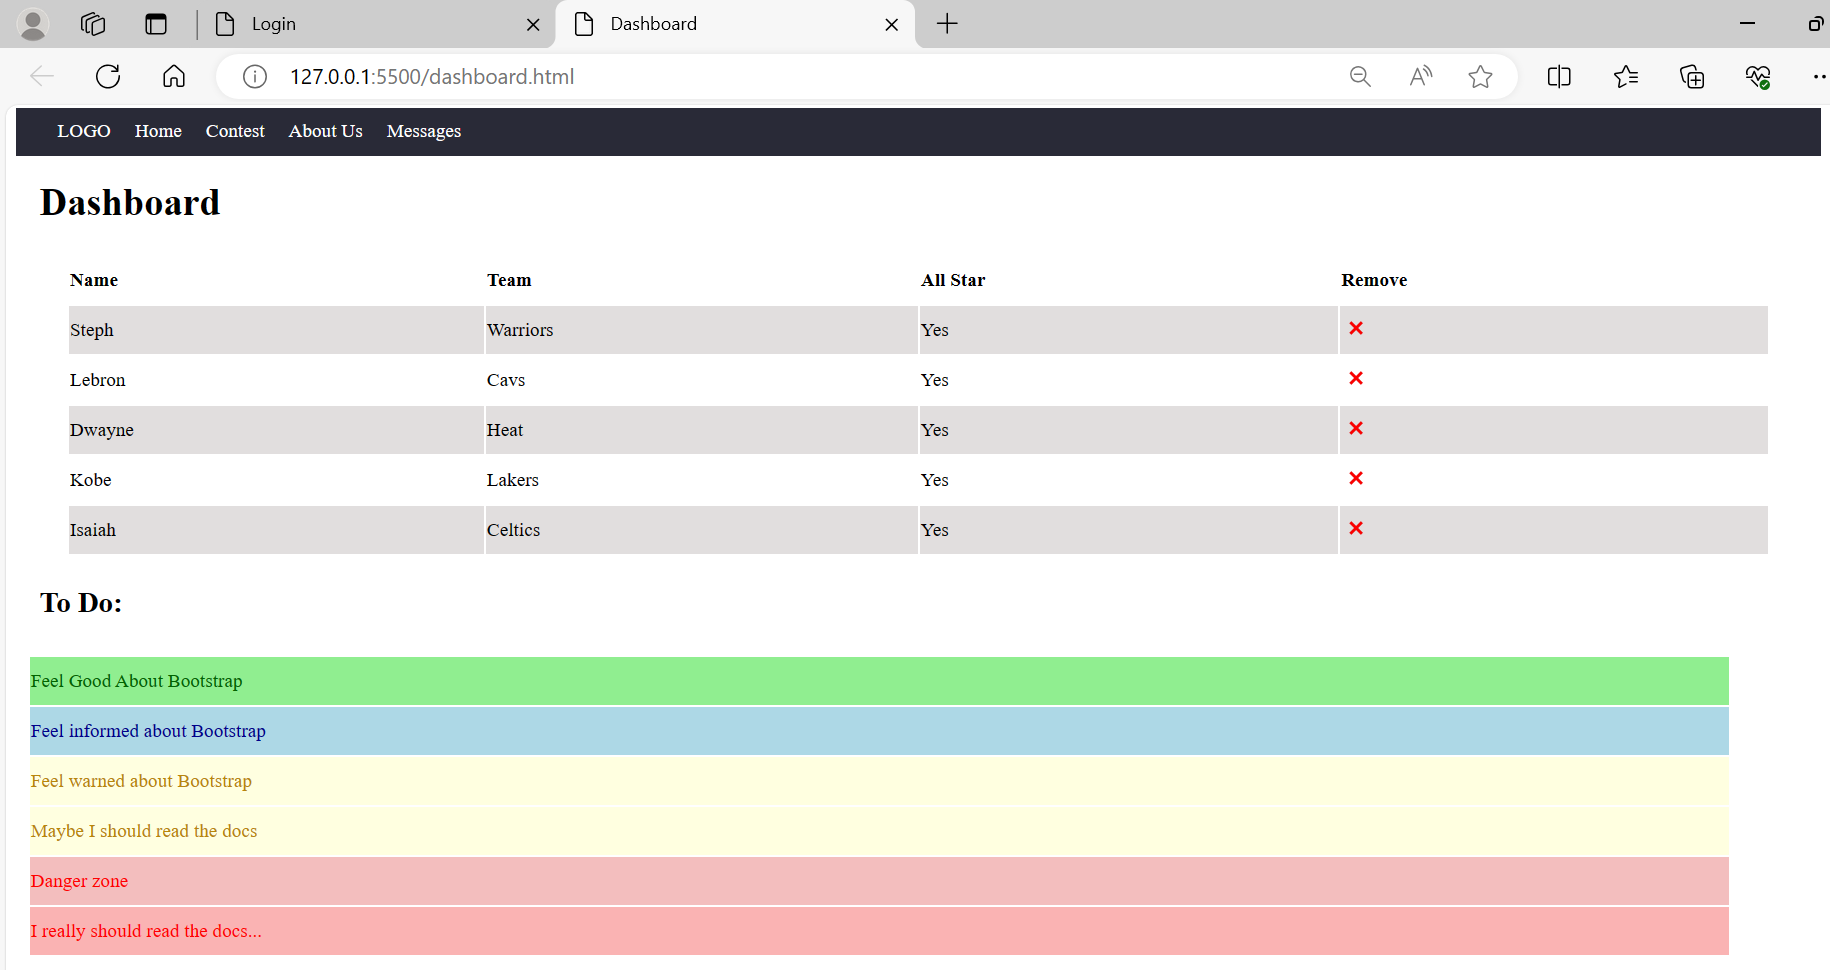 Login Dashboard
127.0.0.1:5500/dashboard.html
LOGO Home Contest About Us Messages
Dashboard
Name Team All Star Remove
Steph Warriors Yes
Lebron Cavs Yes
Dwayne Heat Yes
Kobe Lakers Yes
Isaiah Celtics Yes
To Do:
Feel Good About Bootstrap
Feel informed about Bootstrap
Feel warned about Bootstrap
Maybe I should read the docs
Danger zone
I really should read the docs...